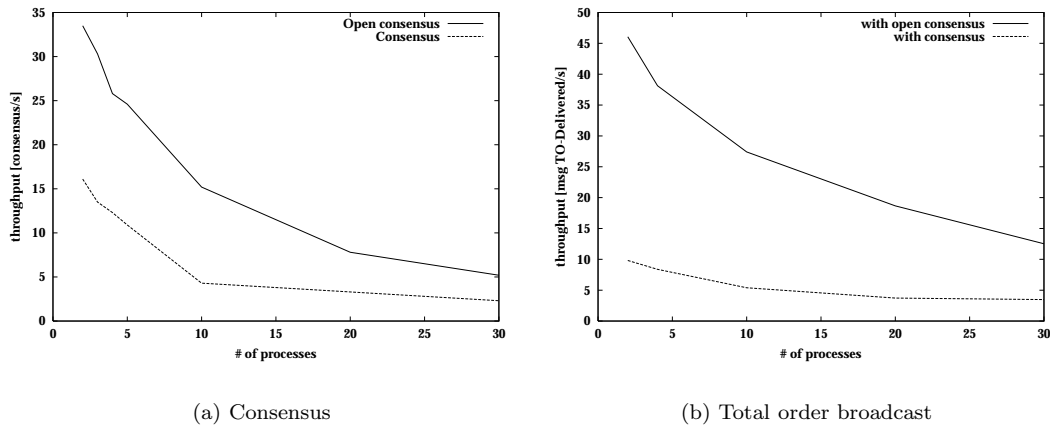 35
30
25
20
15
10
5
0
throughput [consensus/s]
Open consensus
Consensus
0 5 10 15 20 25 30
# of processes
(a) Consensus
50
45
40
35
30
25
20
15
10
5
0
throughput [msg TO-Delivered/s]
with open consensus
with consensus
0 5 10 15 20 25 30
# of processes
(b) Total order broadcast